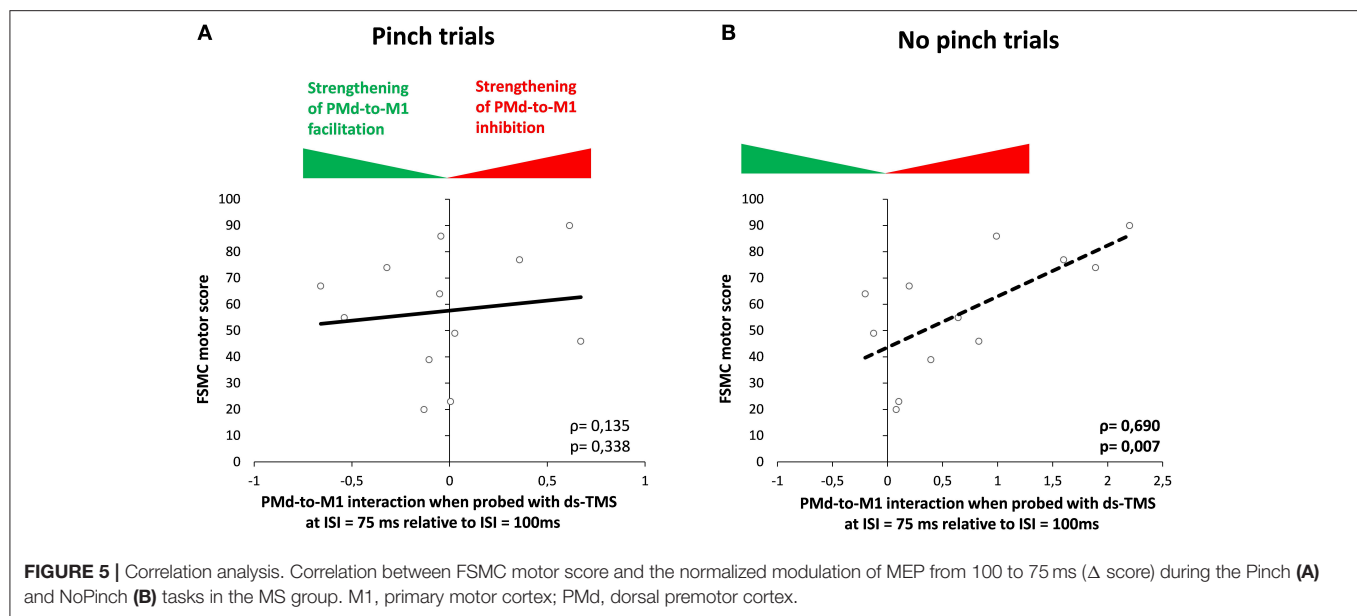 A
Pinch trials
Strengthening
of PMd-to-M1
facilitation
Strengthening
of PMd-to-M1
inhibition
FSMC motor score
100
90
80
70
60
50
40
30
20
10
0
-1
-0,5
0
0,5
1
ρ= 0,135
p= 0,338
PMd-to-M1 interaction when probed with ds-TMS
at ISI = 75 ms relative to ISI = 100ms
B
No pinch trials
FSMC motor score
100
90
80
70
60
50
40
30
20
10
0
-1
-0,5
0
0,5
1
1,5
2
2,5
ρ= 0,690
p= 0,007
PMd-to-M1 interaction when probed with ds-TMS
at ISI = 75 ms relative to ISI = 100ms
FIGURE 5 | Correlation analysis. Correlation between FSMC motor score and the normalized modulation of MEP from 100 to 75 ms (Δ score) during the Pinch (A)
and NoPinch (B) tasks in the MS group. M1, primary motor cortex; PMd, dorsal premotor cortex.